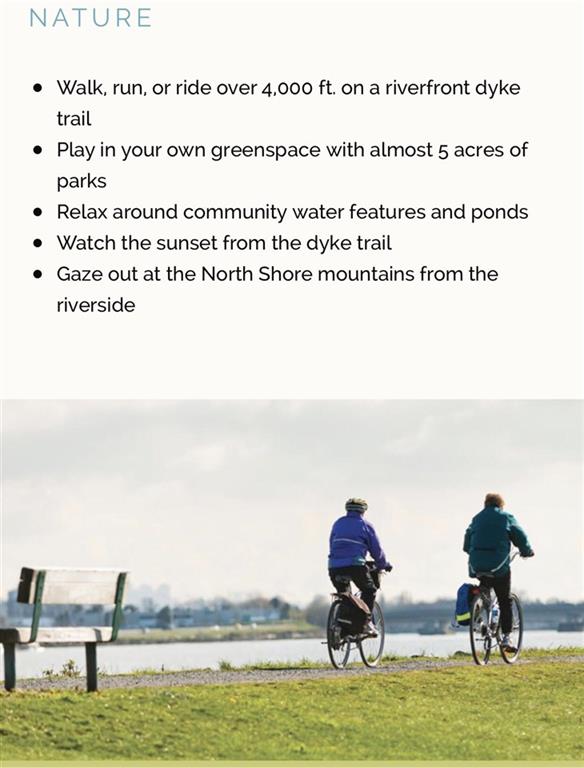 NATURE
● Walk, run, or ride over 4,000 ft. on a riverfront dyke
trail
● Play in your own greenspace with almost 5 acres of
parks
● Relax around community water features and ponds
● Watch the sunset from the dyke trail
● Gaze out at the North Shore mountains from the
riverside